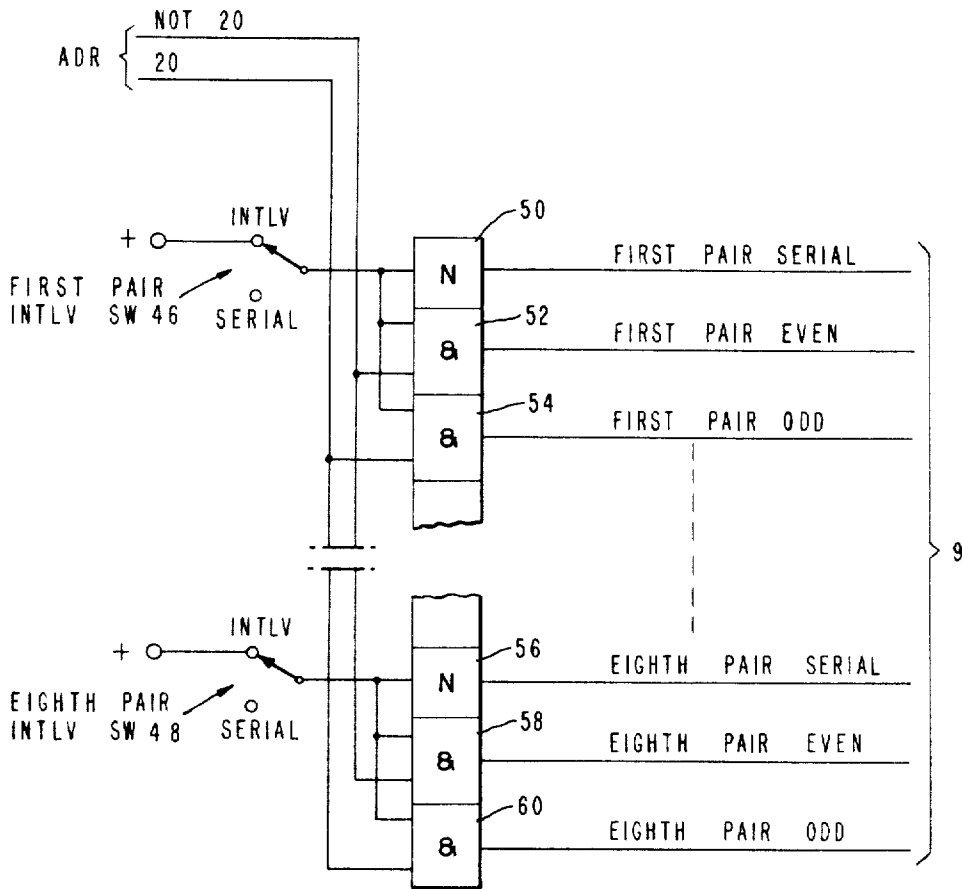 NOT 20
ADR
20
50
INTLV
+
N
FIRST PAIR SERIAL
FIRST PAIR
INTLV SW 46
SERIAL
52
&
FIRST PAIR EVEN
54
&
FIRST PAIR ODD
9
INTLV
+
56
N
EIGHTH PAIR SERIAL
EIGHTH PAIR
INTLV SW 48
SERIAL
58
&
EIGHTH PAIR EVEN
60
&
EIGHTH PAIR ODD